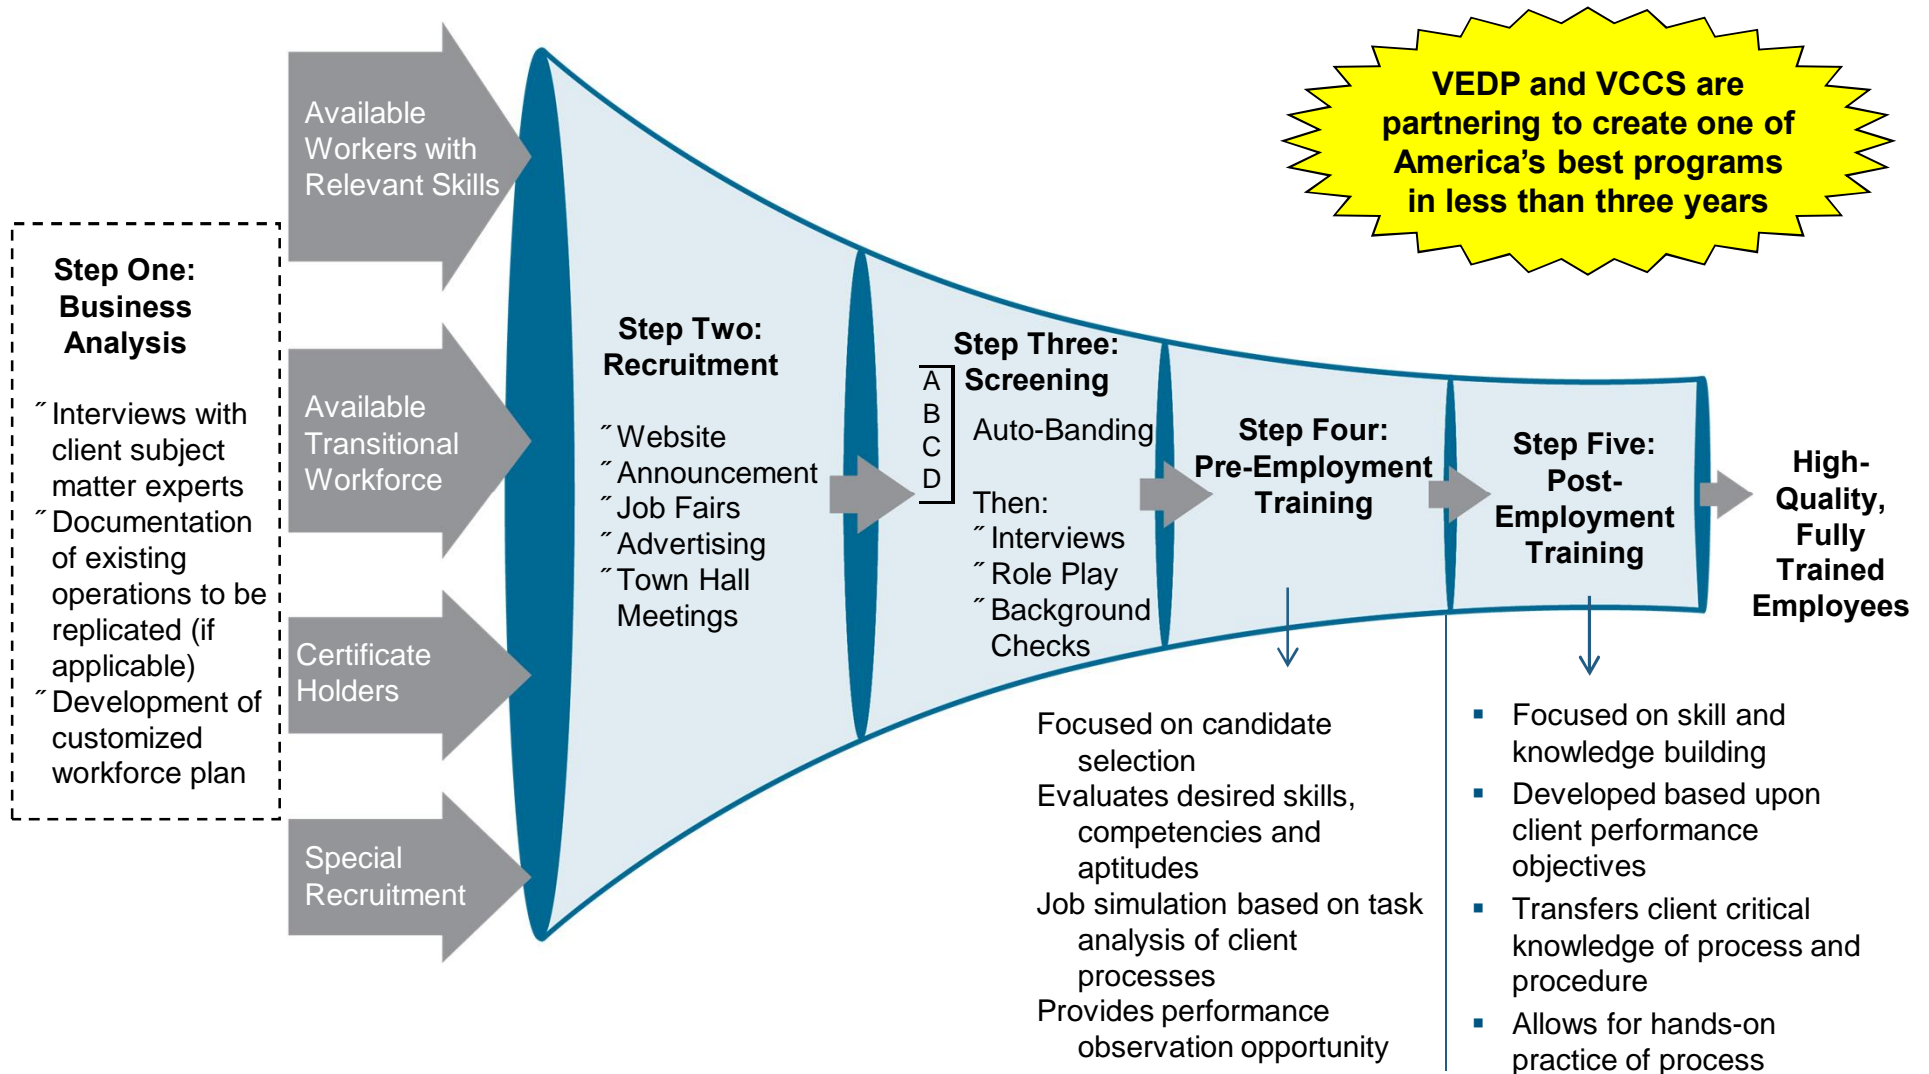 VEDP and VCCS are
partnering to create one of
America's best programs
in less than three years
Step One:
Business
Analysis
˝ Interviews with
client subject
matter experts
˝ Documentation
of existing
operations to be
replicated (if
applicable)
˝ Development of
customized
workforce plan
Available
Workers with
Relevant Skills
Available
Transitional
Workforce
Certificate
Holders
Special
Recruitment
Step Two:
Recruitment
˝ Website
˝ Announcement
˝ Job Fairs
˝ Advertising
˝ Town Hall
Meetings
Step Three:
Screening
A
B
C
D
Auto-Banding
Then:
˝ Interviews
˝ Role Play
˝ Background
Checks
Step Four:
Pre-Employment
Training
Focused on candidate
selection
Evaluates desired skills,
competencies and
aptitudes
Job simulation based on task
analysis of client
processes
Provides performance
observation opportunity
Step Five:
Post-
Employment
Training
▪ Focused on skill and
knowledge building
▪ Developed based upon
client performance
objectives
▪ Transfers client critical
knowledge of process and
procedure
▪ Allows for hands-on
practice of process
High-
Quality,
Fully
Trained
Employees